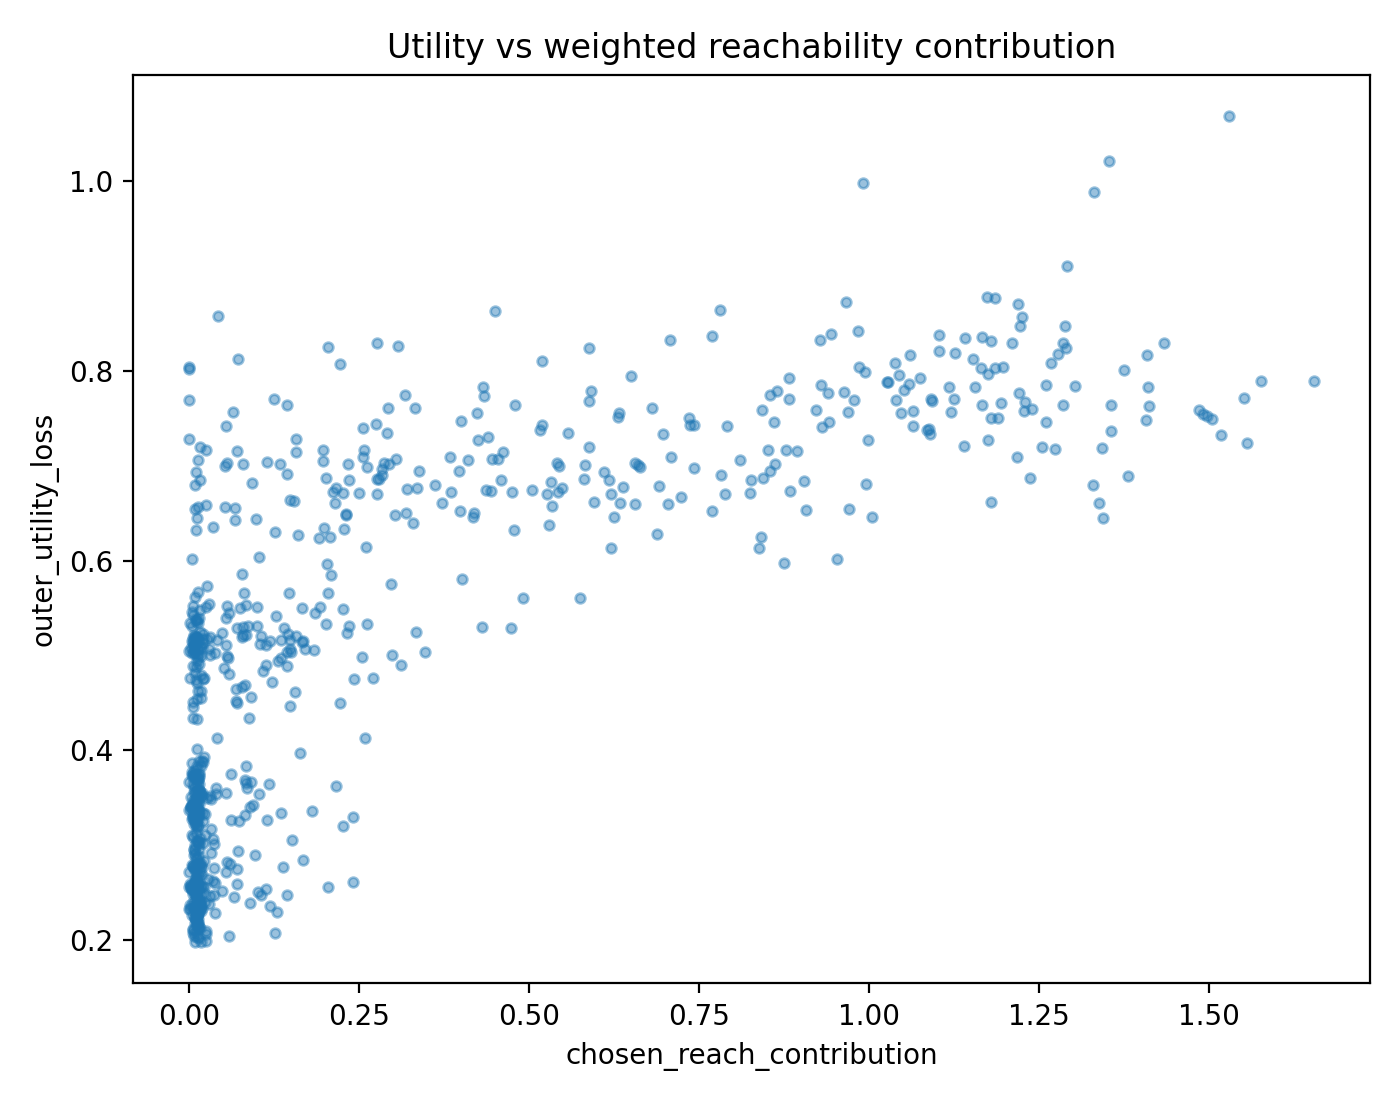 Utility vs weighted reachability contribution
outer_utility_loss
1.0
0.8
0.6
0.4
0.2
0.00 0.25 0.50 0.75 1.00 1.25 1.50
chosen_reach_contribution